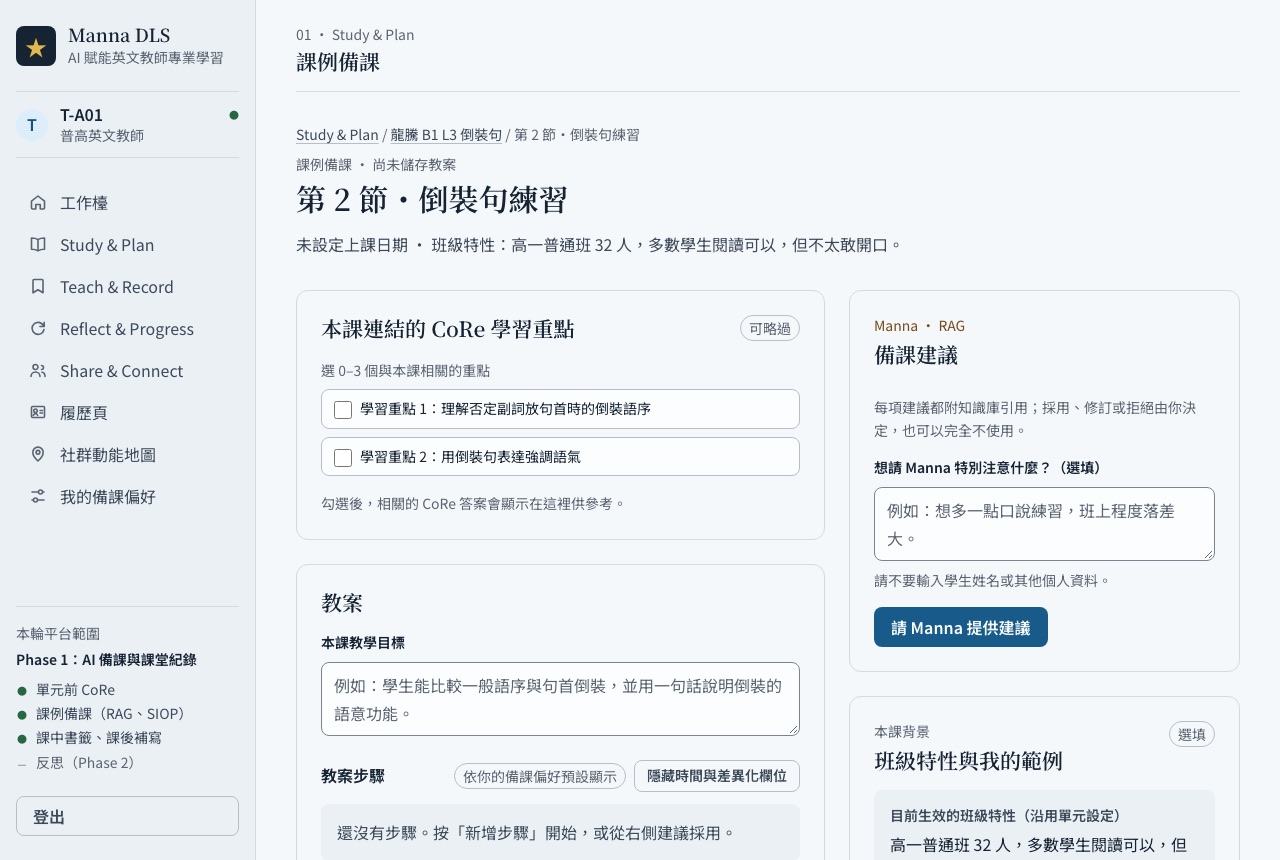 Manna DLS
AI 賦能英文教師專業學習
T
T-A01
普高英文教師
工作檯
Study & Plan
Teach & Record
Reflect & Progress
Share & Connect
履歷頁
社群動能地圖
我的備課偏好
本輪平台範圍
Phase 1：AI 備課與課堂紀錄
單元前 CoRe
課例備課（RAG、SIOP）
課中書籤、課後補寫
反思（Phase 2）
登出
01 · Study & Plan
課例備課
Study & Plan / 龍騰 B1 L3 倒裝句 / 第 2 節・倒裝句練習
課例備課 · 尚未儲存教案
第 2 節・倒裝句練習
未設定上課日期 · 班級特性：高一普通班 32 人，多數學生閱讀可以，但不太敢開口。
本課連結的 CoRe 學習重點
可略過
選 0–3 個與本課相關的重點
學習重點 1：理解否定副詞放句首時的倒裝語序
學習重點 2：用倒裝句表達強調語氣
勾選後，相關的 CoRe 答案會顯示在這裡供參考。
教案
本課教學目標
例如：學生能比較一般語序與句首倒裝，並用一句話說明倒裝的
語意功能。
教案步驟
依你的備課偏好預設顯示
隱藏時間與差異化欄位
還沒有步驟。按「新增步驟」開始，或從右側建議採用。
Manna · RAG
備課建議
每項建議都附知識庫引用；採用、修訂或拒絕由你決
定，也可以完全不使用。
想請 Manna 特別注意什麼？（選填）
例如：想多一點口說練習，班上程度落差
大。
請不要輸入學生姓名或其他個人資料。
請 Manna 提供建議
本課背景
選填
班級特性與我的範例
目前生效的班級特性（沿用單元設定）
高一普通班 32 人，多數學生閱讀可以，但